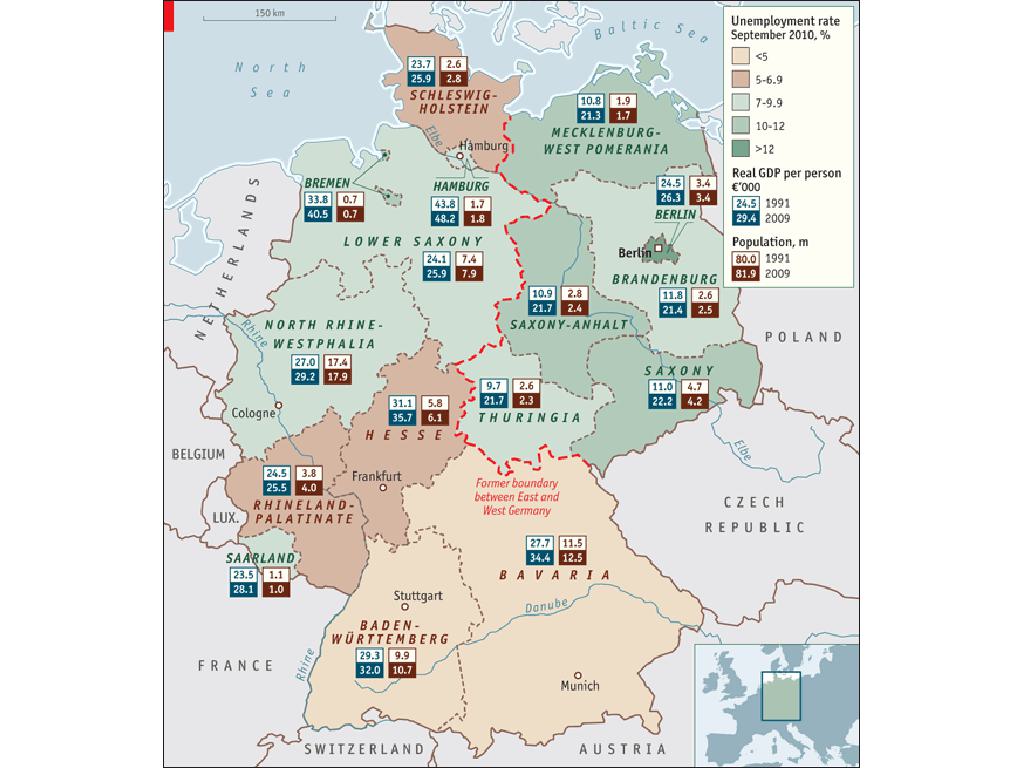 150 km
North
Sea
Baltic Sea
Unemployment rate
September 2010, %
<5
5-6.9
7-9.9
10-12
>12
Real GDP per person
€’000
24.5 1991
29.4 2009
Population, m
80.0 1991
81.9 2009
23.7 2.6
25.9 2.8
SCHLESWIG-
HOLSTEIN
10.8 1.9
21.3 1.7
MECKLENBURG-
WEST POMERANIA
Elbe
Hamburg
BREMEN
33.8 0.7
40.5 0.7
HAMBURG
43.8 1.7
48.2 1.8
24.5 3.4
26.3 3.4
BERLIN
Berlin
NETHERLANDS
LOWER SAXONY
24.1 7.4
25.9 7.9
BRANDENBURG
11.8 2.6
21.4 2.5
10.9 2.8
21.7 2.4
SAXONY-ANHALT
POLAND
Rhine
NORTH RHINE-
WESTPHALIA
27.0 17.4
29.2 17.9
Cologne
SAXONY
11.0 4.7
22.2 4.2
9.7 2.6
21.7 2.3
THURINGIA
31.1 5.8
35.7 6.1
HESSE
Elbe
BELGIUM
Frankfurt
24.5 3.8
25.5 4.0
RHINELAND-
PALATINATE
LUX.
Former boundary
between East and
West Germany
CZECH
REPUBLIC
SAARLAND
23.5 1.1
28.1 1.0
27.7 11.5
34.4 12.5
BAVARIA
Stuttgart
Danube
BADEN-
WÜRTTEMBERG
29.3 9.9
32.0 10.7
FRANCE
Rhine
Munich
SWITZERLAND
AUSTRIA